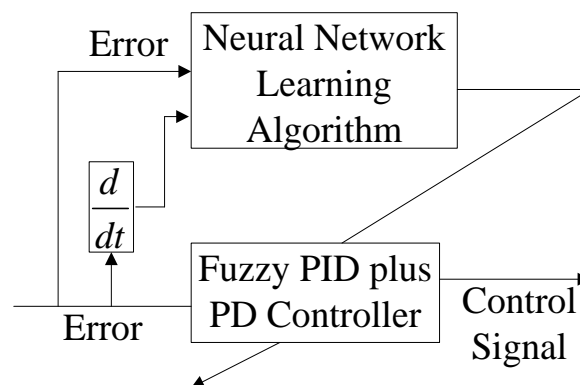 Error
Neural Network
Learning
Algorithm
d
dt
Fuzzy PID plus
PD Controller
Error
Control
Signal